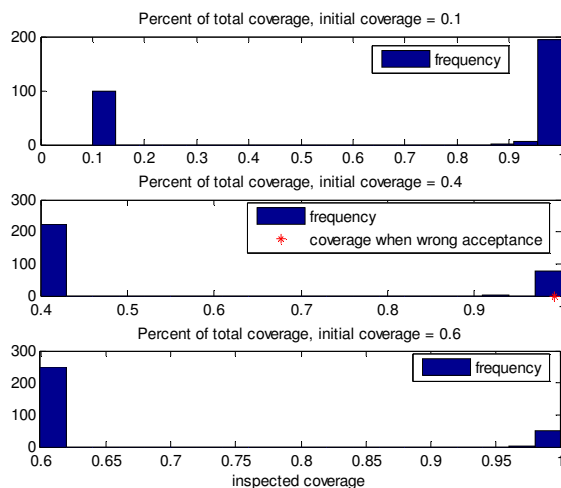 Percent of total coverage, initial coverage = 0.1
200
100
0
frequency
0 0.1 0.2 0.3 0.4 0.5 0.6 0.7 0.8 0.9 1
Percent of total coverage, initial coverage = 0.4
300
200
100
0
frequency
coverage when wrong acceptance
0.4 0.5 0.6 0.7 0.8 0.9 1
Percent of total coverage, initial coverage = 0.6
300
200
100
0
frequency
0.6 0.65 0.7 0.75 0.8 0.85 0.9 0.95 1
inspected coverage